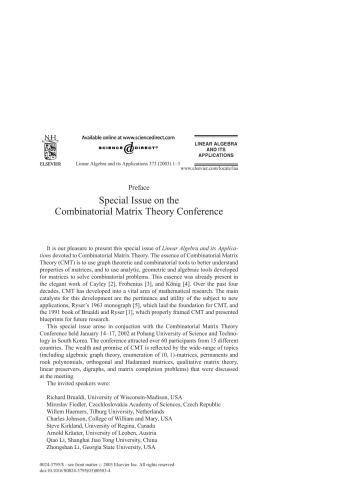 NH
ELSEVIER
Available online at www.sciencedirect.com
SCIENCE DIRECT®
Linear Algebra and its Applications 373 (2003) 1–3
LINEAR ALGEBRA
AND ITS
APPLICATIONS
www.elsevier.com/locate/laa
Preface
Special Issue on the
Combinatorial Matrix Theory Conference
It is our pleasure to present this special issue of Linear Algebra and its Applica-
tions devoted to Combinatorial Matrix Theory. The essence of Combinatorial Matrix
Theory (CMT) is to use graph theoretic and combinatorial tools to better understand
properties of matrices, and to use analytic, geometric and algebraic tools developed
for matrices to solve combinatorial problems. This essence was already present in
the elegant work of Cayley [2], Frobenius [3], and König [4]. Over the past four
decades, CMT has developed into a vital area of mathematical research. The main
catalysts for this development are the pertinence and utility of the subject to new
applications, Ryser's 1963 monograph [5], which laid the foundation for CMT, and
the 1991 book of Brualdi and Ryser [1], which properly framed CMT and presented
blueprints for future research.
This special issue arose in conjection with the Combinatorial Matrix Theory
Conference held January 14–17, 2002 at Pohang University of Science and Techno-
logy in South Korea. The conference attracted over 60 participants from 15 different
countries. The wealth and promise of CMT is reflected by the wide-range of topics
(including algebraic graph theory, enumeration of (0, 1)-matrices, permanents and
rook polynomials, orthogonal and Hadamard matrices, qualitative matrix theory,
linear preservers, digraphs, and matrix completion problems) that were discussed
at the meeting.
The invited speakers were:
Richard Brualdi, University of Wisconsin-Madison, USA
Miroslav Fiedler, Czechoslovakia Academy of Sciences, Czech Republic
Willem Haemers, Tilburg University, Netherlands
Charles Johnson, College of William and Mary, USA
Steve Kirkland, University of Regina, Canada
Arnold Kräuter, University of Leoben, Austria
Qiao Li, Shanghai Jiao Tong University, China
Zhongshan Li, Georgia State University, USA
0024-3795/$ - see front matter © 2003 Elsevier Inc. All rights reserved.
doi:10.1016/S0024-3795(03)00503-4